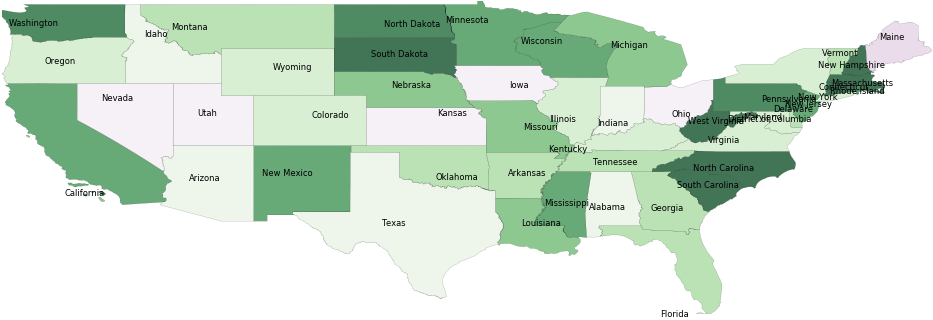 Washington
North Dakota
Minnesota
Montana
Idaho
Maine
Wisconsin
Michigan
Vermont
South Dakota
Oregon
New Hampshire
Wyoming
Massachusetts
Nebraska
Iowa
Connecticut
Rhode Island
Nevada
New York
Pennsylvania
New Jersey
Delaware
Utah
Kansas
Ohio
Colorado
Illinois
Maryland
West Virginia
District of Columbia
Indiana
Missouri
Virginia
Kentucky
Tennessee
North Carolina
New Mexico
Arkansas
Oklahoma
Arizona
South Carolina
California
Mississippi
Alabama
Georgia
Texas
Louisiana
Florida